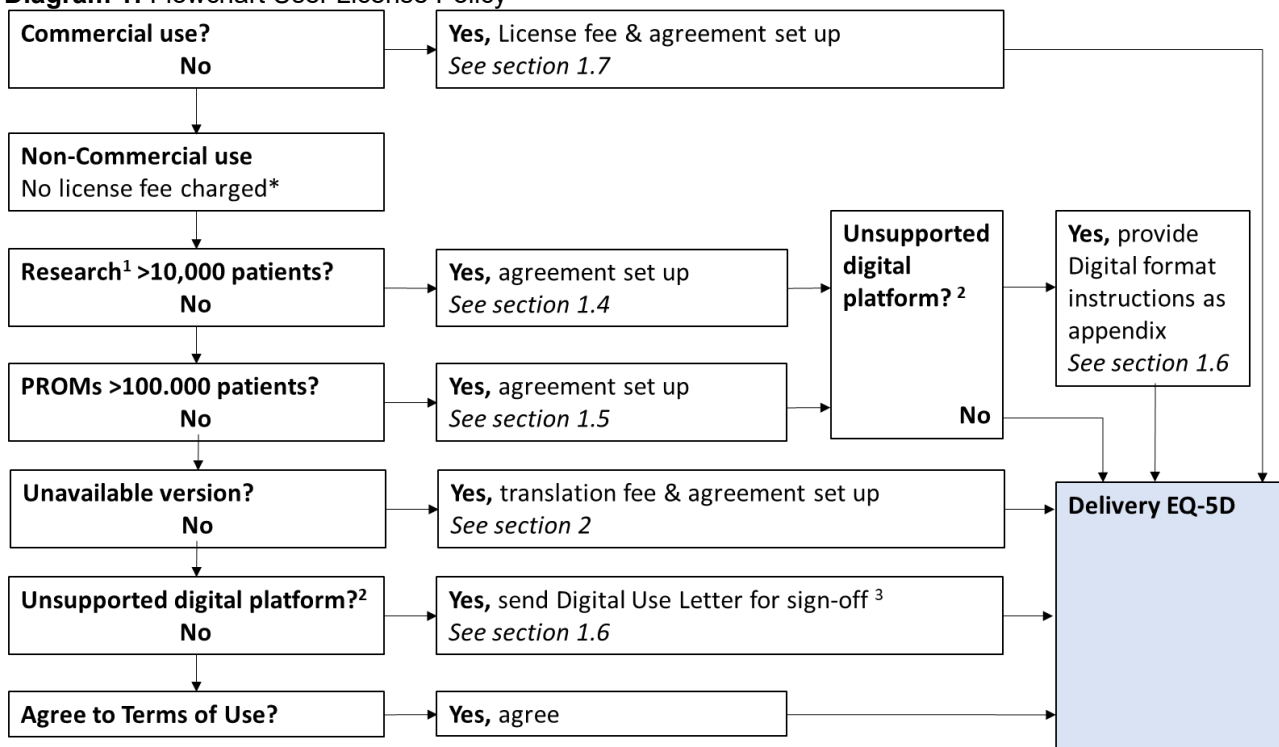 Diagram 1: Flowchart User License Policy
Commercial use?
No
Yes, License fee & agreement set up
See section 1.7
Non-Commercial use
No license fee charged*
Research¹ >10,000 patients?
No
Yes, agreement set up
See section 1.4
Unsupported
digital
platform? ²
No
Yes, provide
Digital format
instructions as
appendix
See section 1.6
PROMs >100.000 patients?
No
Yes, agreement set up
See section 1.5
Unavailable version?
No
Yes, translation fee & agreement set up
See section 2
Delivery EQ-5D
Unsupported digital platform?²
No
Yes, send Digital Use Letter for sign-off ³
See section 1.6
Agree to Terms of Use?
Yes, agree